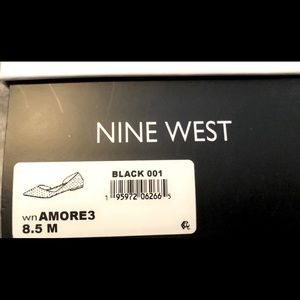 NINE WEST
BLACK 001
1 95972 06266 5
wn AMORE3
8.5 M